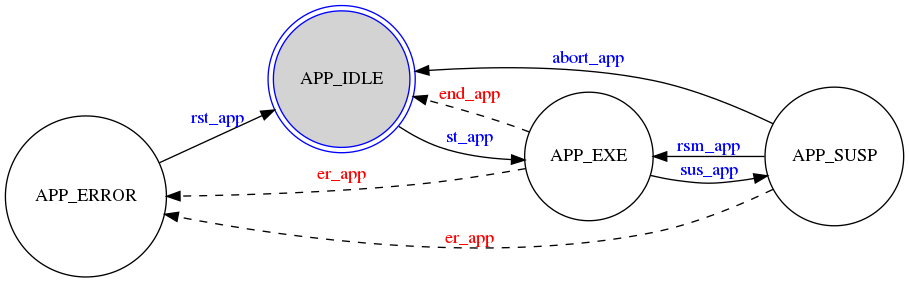 abort_app
APP_IDLE
end_app
rst_app
st_app
rsm_app
APP_EXE
APP_SUSP
sus_app
er_app
APP_ERROR
er_app